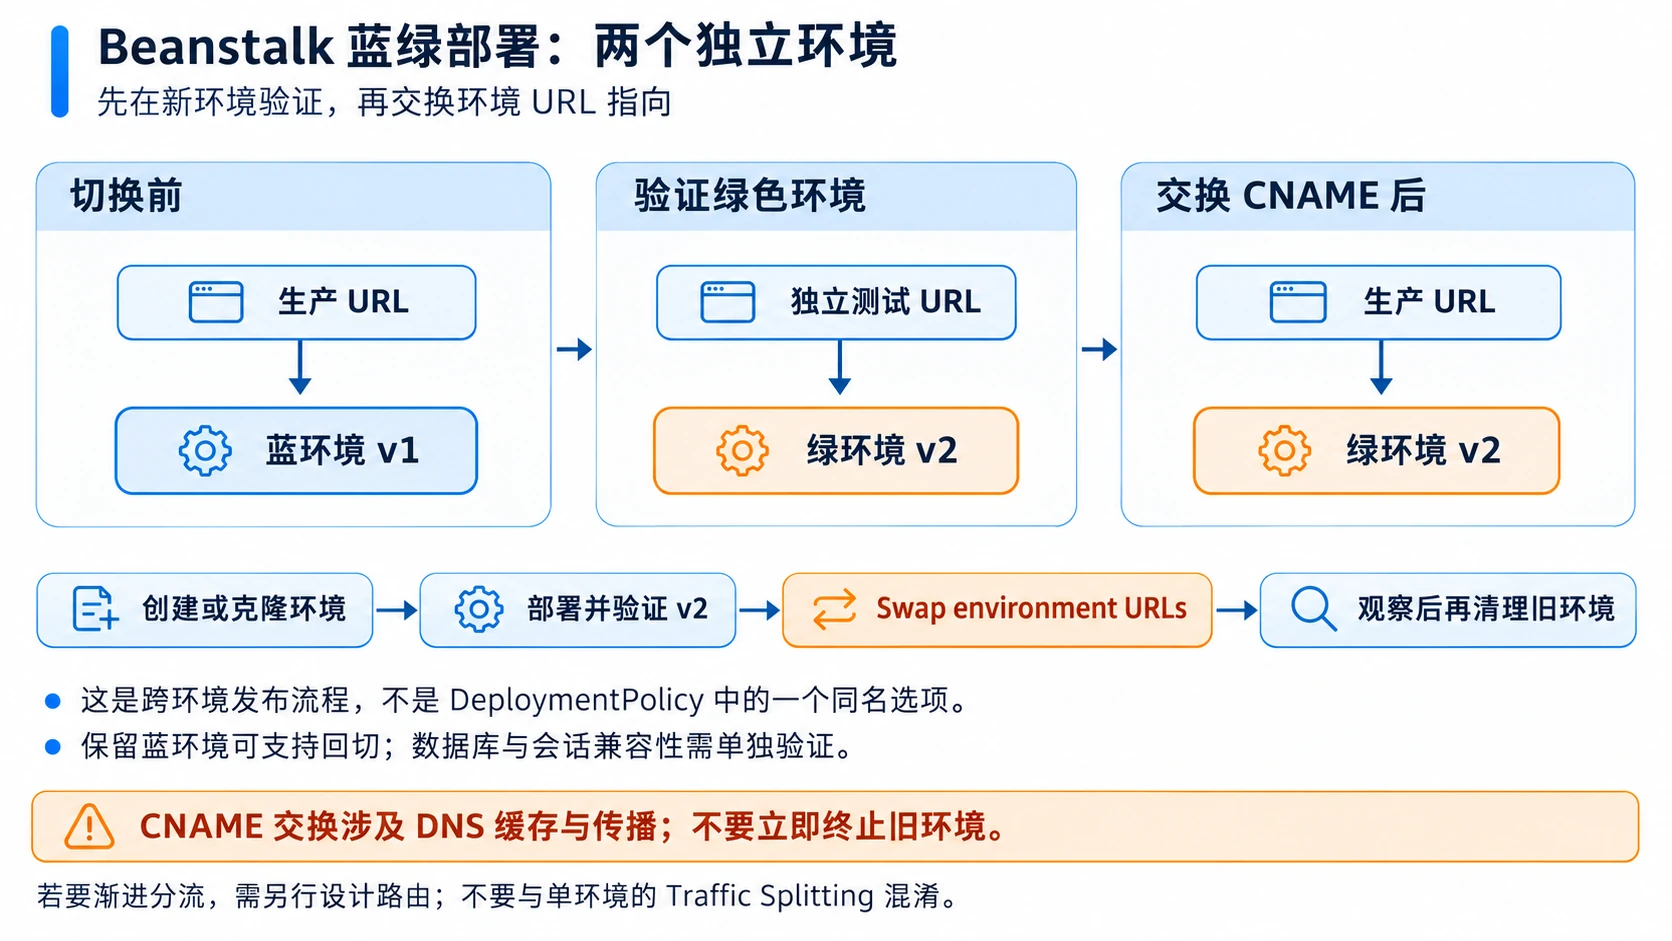 Beanstalk 蓝绿部署：两个独立环境
先在新环境验证，再交换环境 URL 指向
切换前
生产 URL
蓝环境 v1
验证绿色环境
独立测试 URL
绿环境 v2
交换 CNAME 后
生产 URL
绿环境 v2
创建或克隆环境
部署并验证 v2
Swap environment URLs
观察后再清理旧环境
这是跨环境发布流程，不是 DeploymentPolicy 中的一个同名选项。
保留蓝环境可支持回切；数据库与会话兼容性需单独验证。
CNAME 交换涉及 DNS 缓存与传播；不要立即终止旧环境。
若要渐进分流，需另行设计路由；不要与单环境的 Traffic Splitting 混淆。